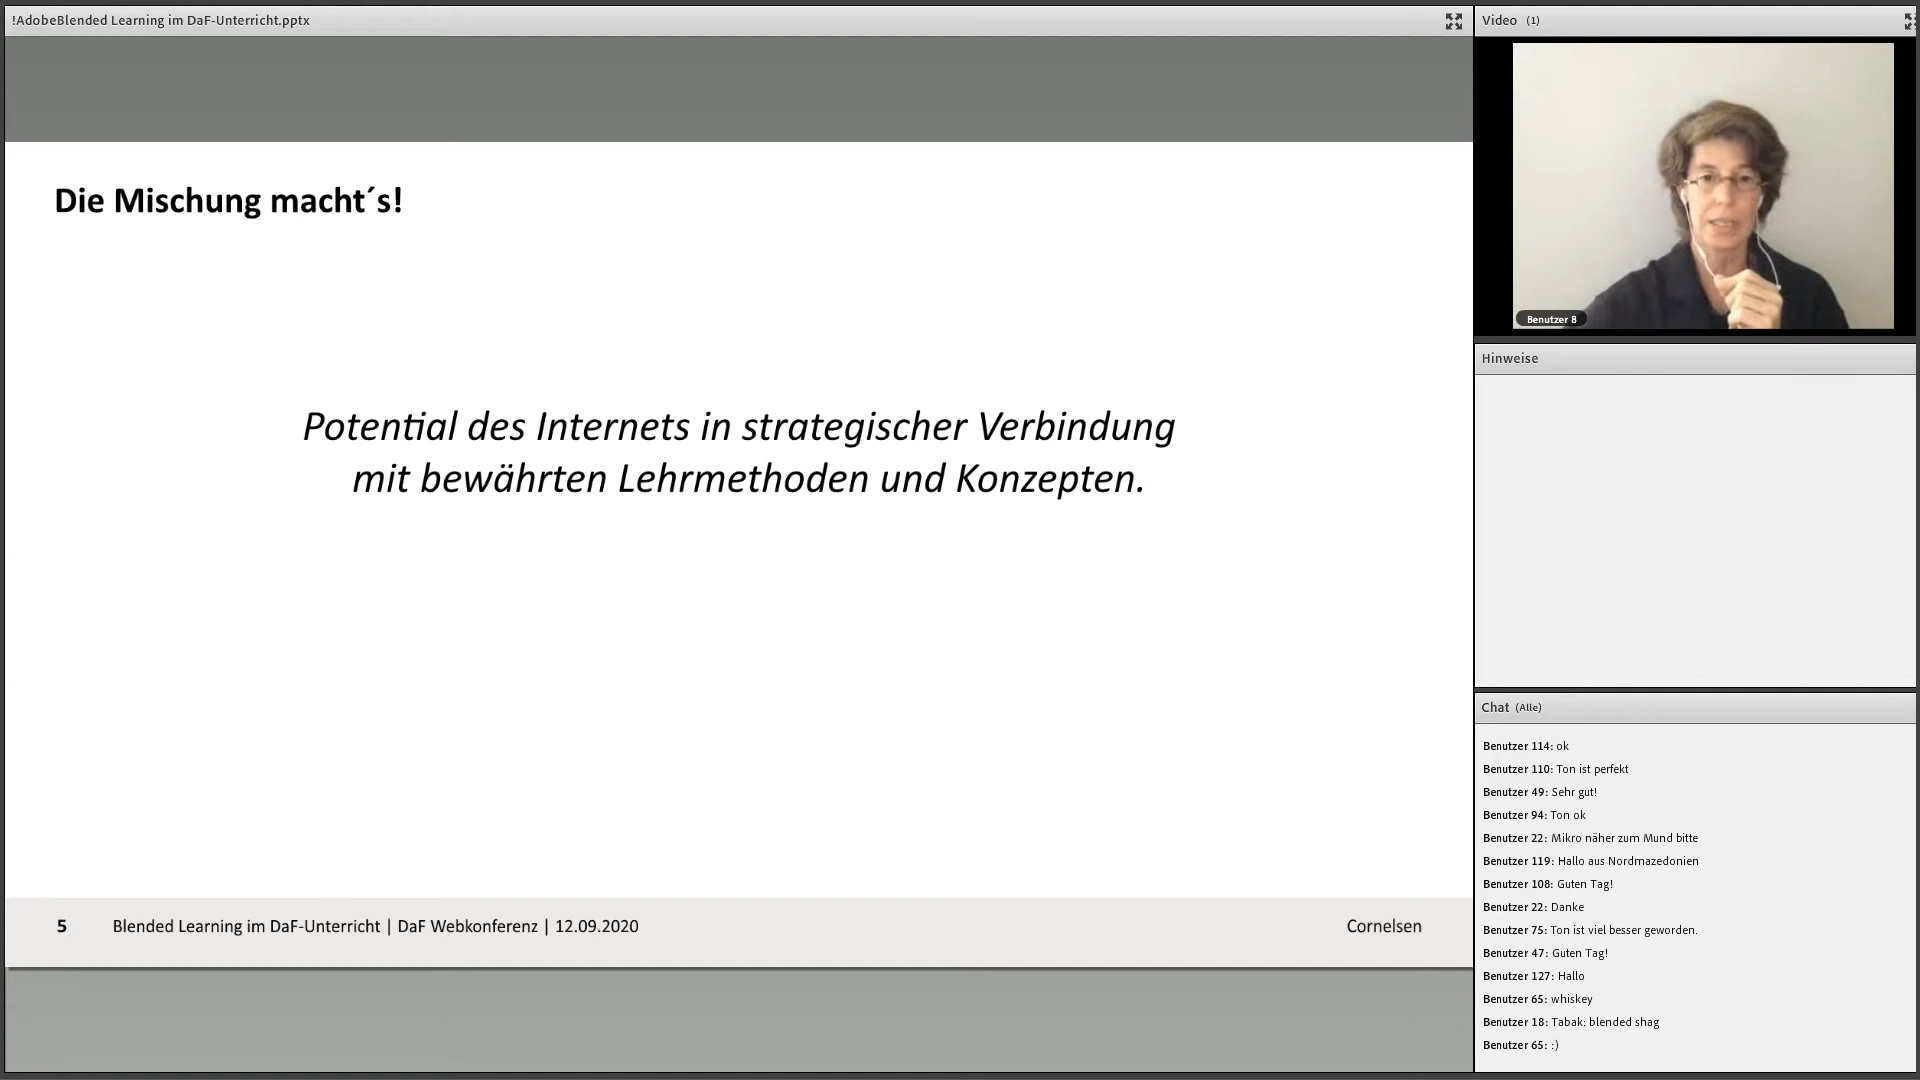 !AdobeBlended Learning im DaF-Unterricht.pptx
Die Mischung macht´s!
Potential des Internets in strategischer Verbindung
mit bewährten Lehrmethoden und Konzepten.
5 Blended Learning im DaF-Unterricht | DaF Webkonferenz | 12.09.2020 Cornelsen
Video (1)
Benutzer 8
Hinweise
Chat (Alle)
Benutzer 114: ok
Benutzer 110: Ton ist perfekt
Benutzer 49: Sehr gut!
Benutzer 94: Ton ok
Benutzer 22: Mikro näher zum Mund bitte
Benutzer 119: Hallo aus Nordmazedonien
Benutzer 108: Guten Tag!
Benutzer 22: Danke
Benutzer 75: Ton ist viel besser geworden.
Benutzer 47: Guten Tag!
Benutzer 127: Hallo
Benutzer 65: whiskey
Benutzer 18: Tabak: blended shag
Benutzer 65: :)